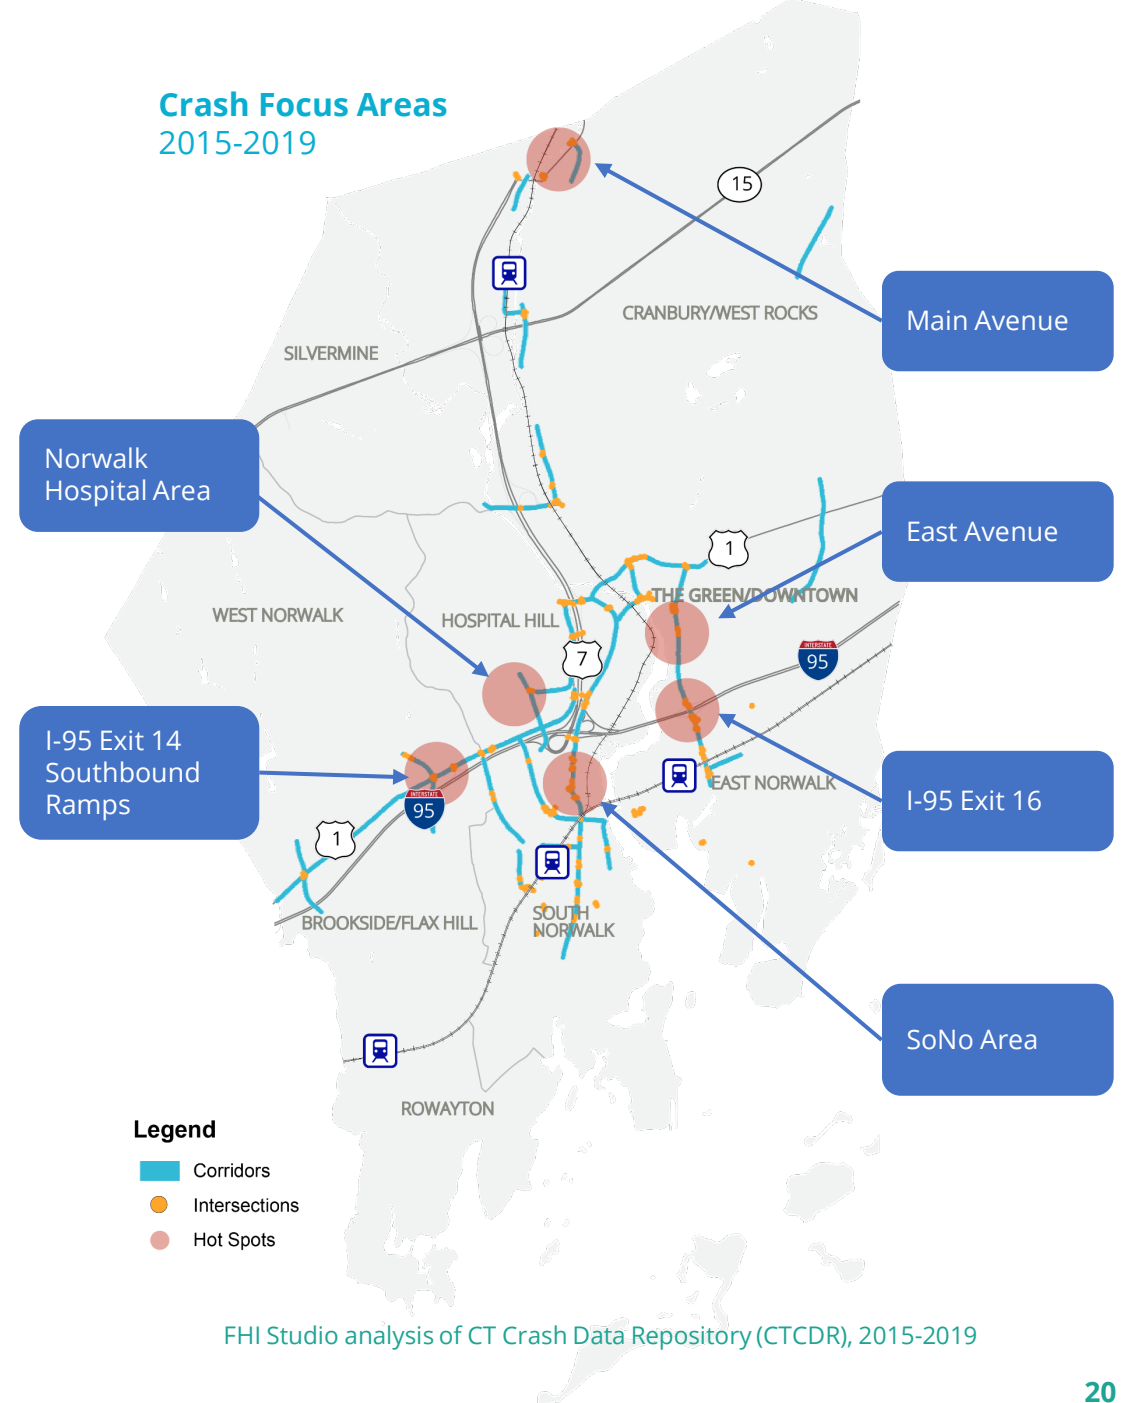 Crash Focus Areas
2015-2019
15
Main Avenue
CRANBURY/WEST ROCKS
SILVERMINE
Norwalk
Hospital Area
East Avenue
1
THE GREEN/DOWNTOWN
WEST NORWALK
HOSPITAL HILL
7
INTERSTATE
95
I-95 Exit 14
Southbound
Ramps
INTERSTATE
95
EAST NORWALK
I-95 Exit 16
1
SOUTH
NORWALK
BROOKSIDE/FLAX HILL
SoNo Area
ROWAYTON
Legend
Corridors
Intersections
Hot Spots
FHI Studio analysis of CT Crash Data Repository (CTCDR), 2015-2019
20